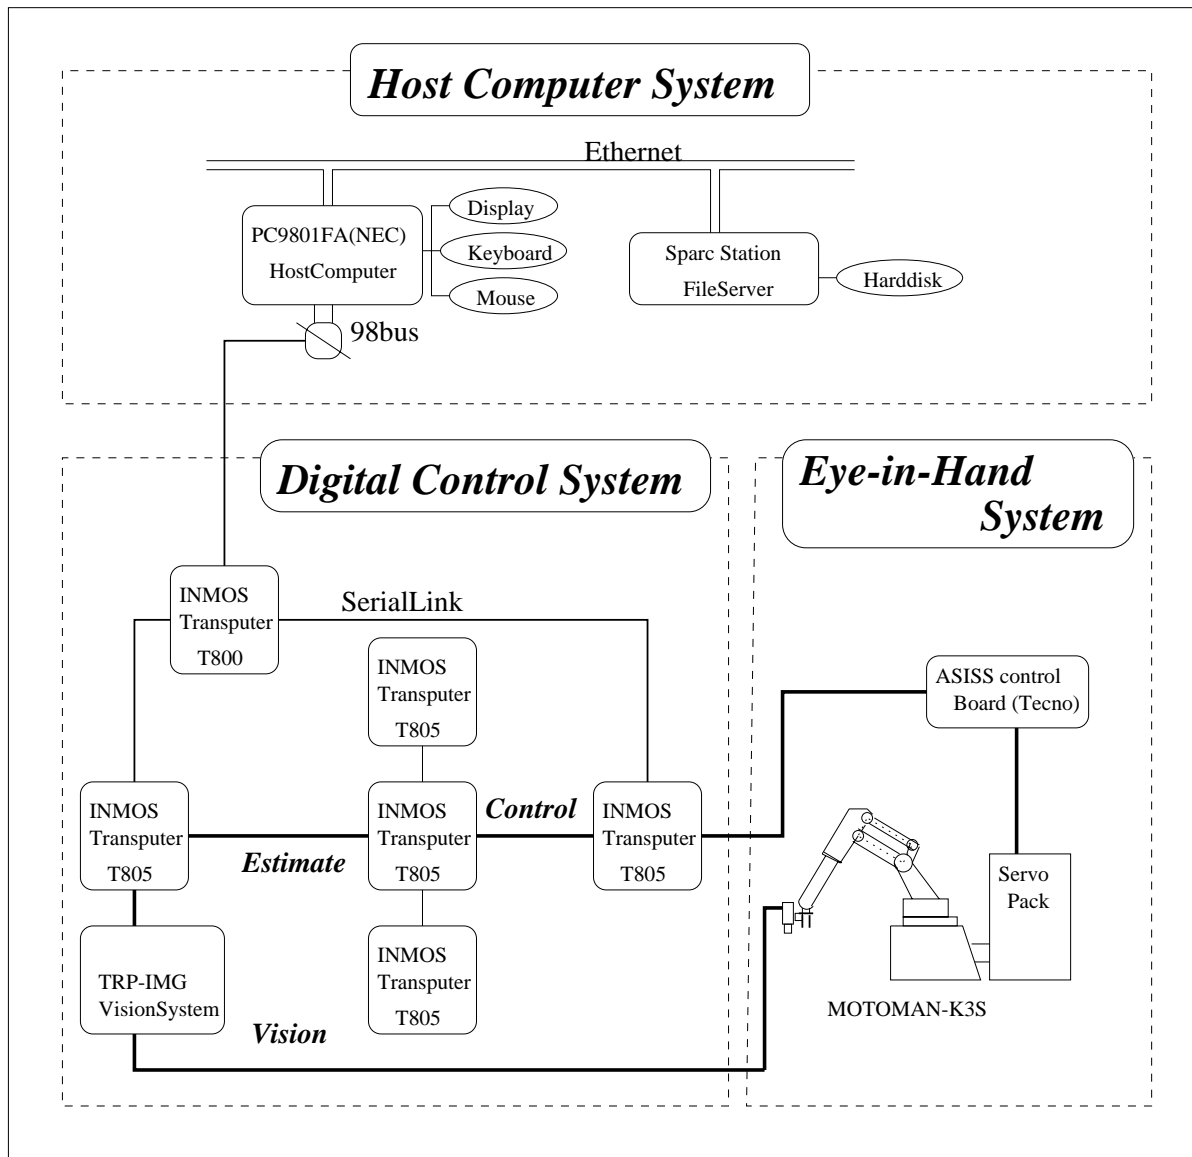 Host Computer System
Ethernet
PC9801FA(NEC)
HostComputer
Display
Keyboard
Mouse
Sparc Station
FileServer
Harddisk
98bus
Digital Control System
Eye-in-Hand
System
INMOS
Transputer
T800
SerialLink
INMOS
Transputer
T805
ASISS control
Board (Tecno)
INMOS
Transputer
T805
Estimate
INMOS
Transputer
T805
Control
INMOS
Transputer
T805
Servo
Pack
TRP-IMG
VisionSystem
Vision
INMOS
Transputer
T805
MOTOMAN-K3S